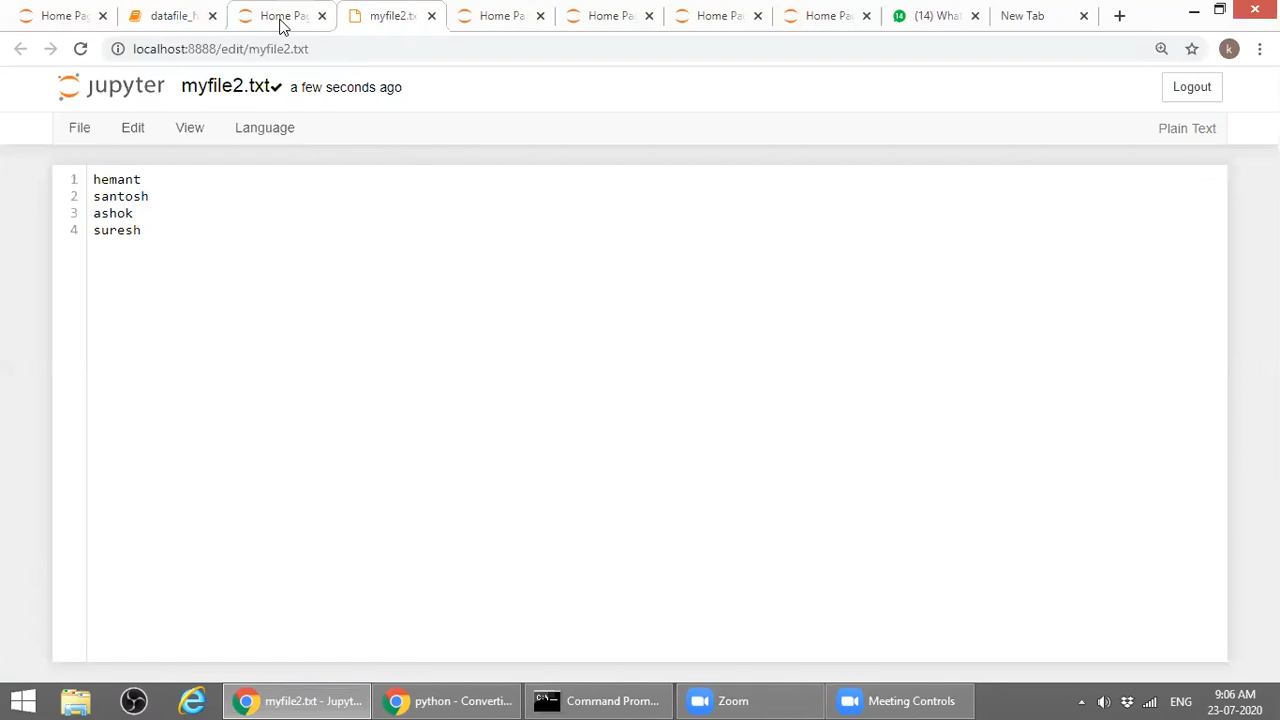 Home Pa
datafile_h
Home Pag
myfile2.tx
Home Pa
Home Pa
Home Pa
Home Pa
14
(14) What
New Tab
localhost:8888/edit/myfile2.txt
k
jupyter
myfile2.txt
a few seconds ago
Logout
File
Edit
View
Language
Plain Text
1 hemant
2 santosh
3 ashok
4 suresh
myfile2.txt - Jupyt...
python - Converti...
Command Prom...
Zoom
Meeting Controls
ENG
9:06 AM
23-07-2020